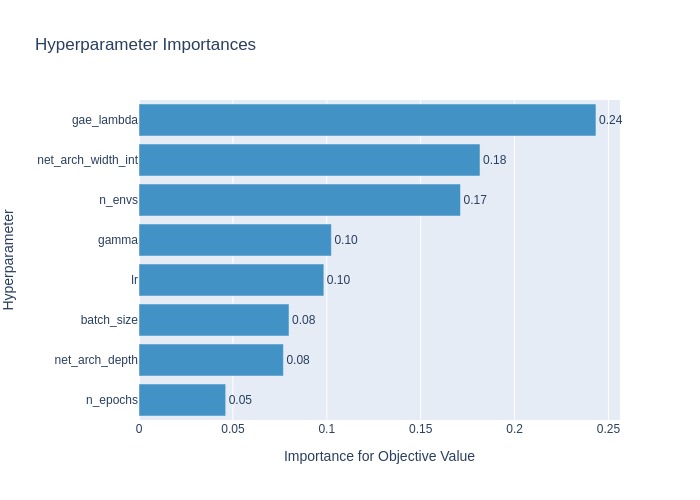 Hyperparameter Importances
Hyperparameter
gae_lambda 0.24
net_arch_width_int 0.18
n_envs 0.17
gamma 0.10
lr 0.10
batch_size 0.08
net_arch_depth 0.08
n_epochs 0.05
0 0.05 0.1 0.15 0.2 0.25
Importance for Objective Value